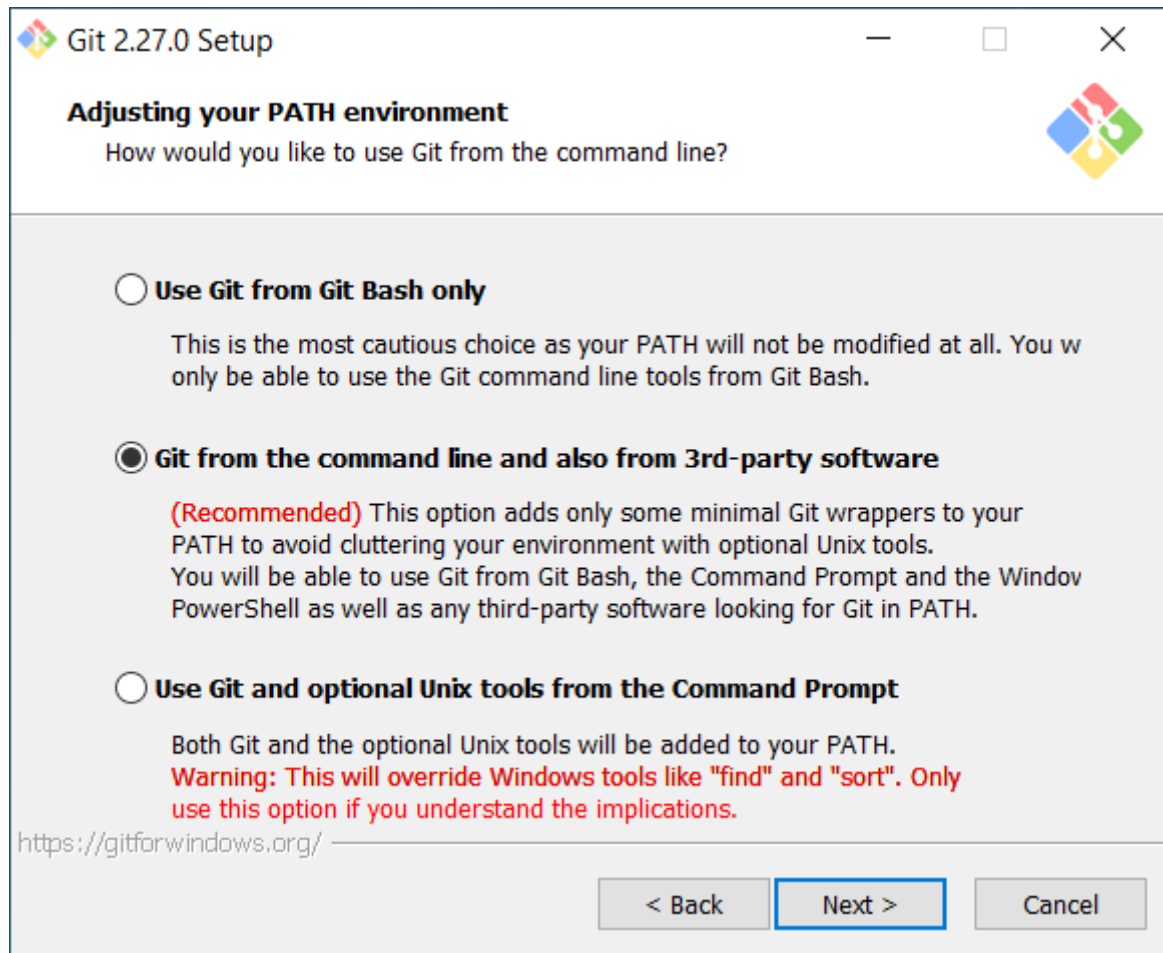 Git 2.27.0 Setup
Adjusting your PATH environment
How would you like to use Git from the command line?
Use Git from Git Bash only
This is the most cautious choice as your PATH will not be modified at all. You w
only be able to use the Git command line tools from Git Bash.
Git from the command line and also from 3rd-party software
(Recommended) This option adds only some minimal Git wrappers to your
PATH to avoid cluttering your environment with optional Unix tools.
You will be able to use Git from Git Bash, the Command Prompt and the Window
PowerShell as well as any third-party software looking for Git in PATH.
Use Git and optional Unix tools from the Command Prompt
Both Git and the optional Unix tools will be added to your PATH.
Warning: This will override Windows tools like "find" and "sort". Only
use this option if you understand the implications.
https://gitforwindows.org/
< Back Next > Cancel